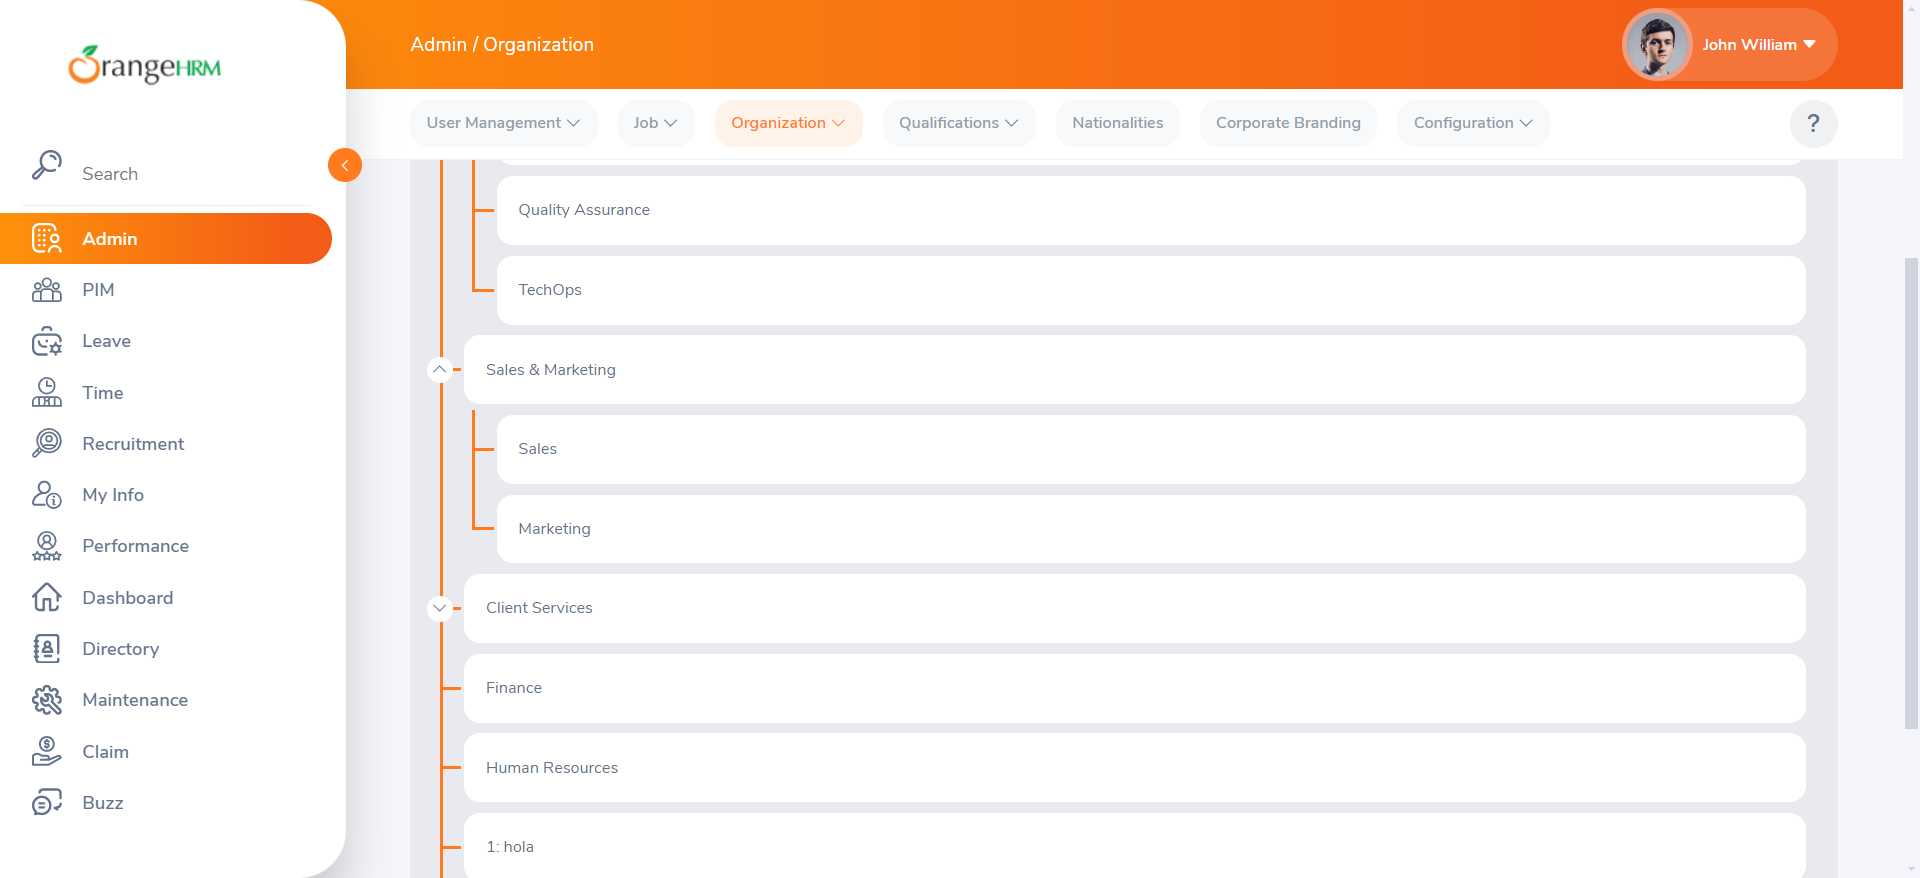 OrangeHRM
Admin / Organization
John William
User Management
Job
Organization
Qualifications
Nationalities
Corporate Branding
Configuration
?
Search
Admin
PIM
Leave
Time
Recruitment
My Info
Performance
Dashboard
Directory
Maintenance
Claim
Buzz
Quality Assurance
TechOps
Sales & Marketing
Sales
Marketing
Client Services
Finance
Human Resources
1: hola